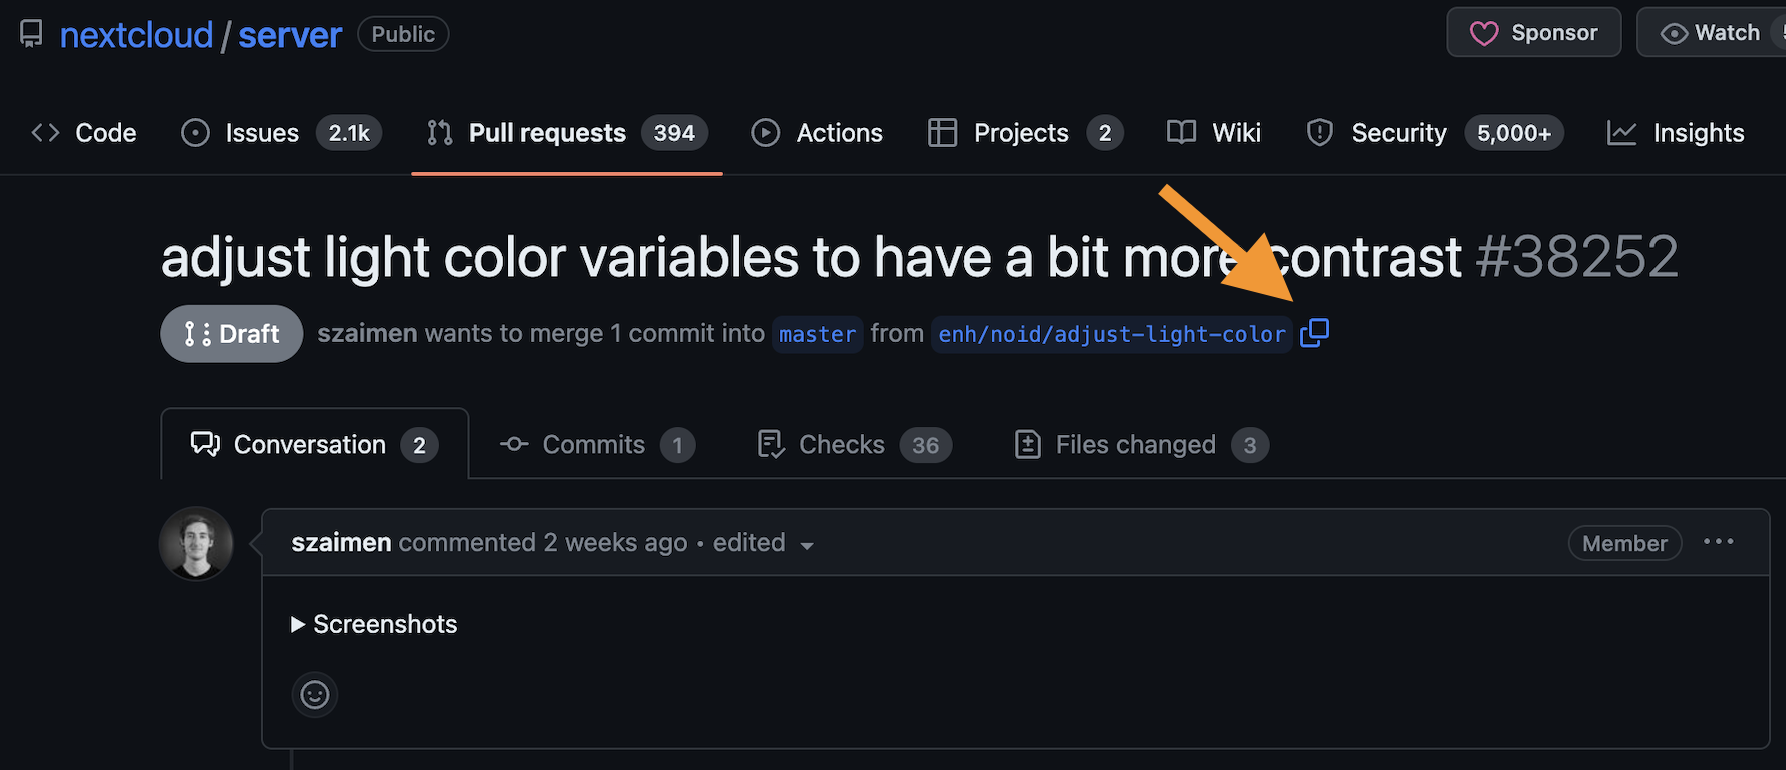 nextcloud / server Public Sponsor Watch
Code Issues 2.1k Pull requests 394 Actions Projects 2 Wiki Security 5,000+ Insights
adjust light color variables to have a bit more contrast #38252
Draft szaimen wants to merge 1 commit into master from enh/noid/adjust-light-color
Conversation 2 Commits 1 Checks 36 Files changed 3
szaimen commented 2 weeks ago • edited Member
Screenshots